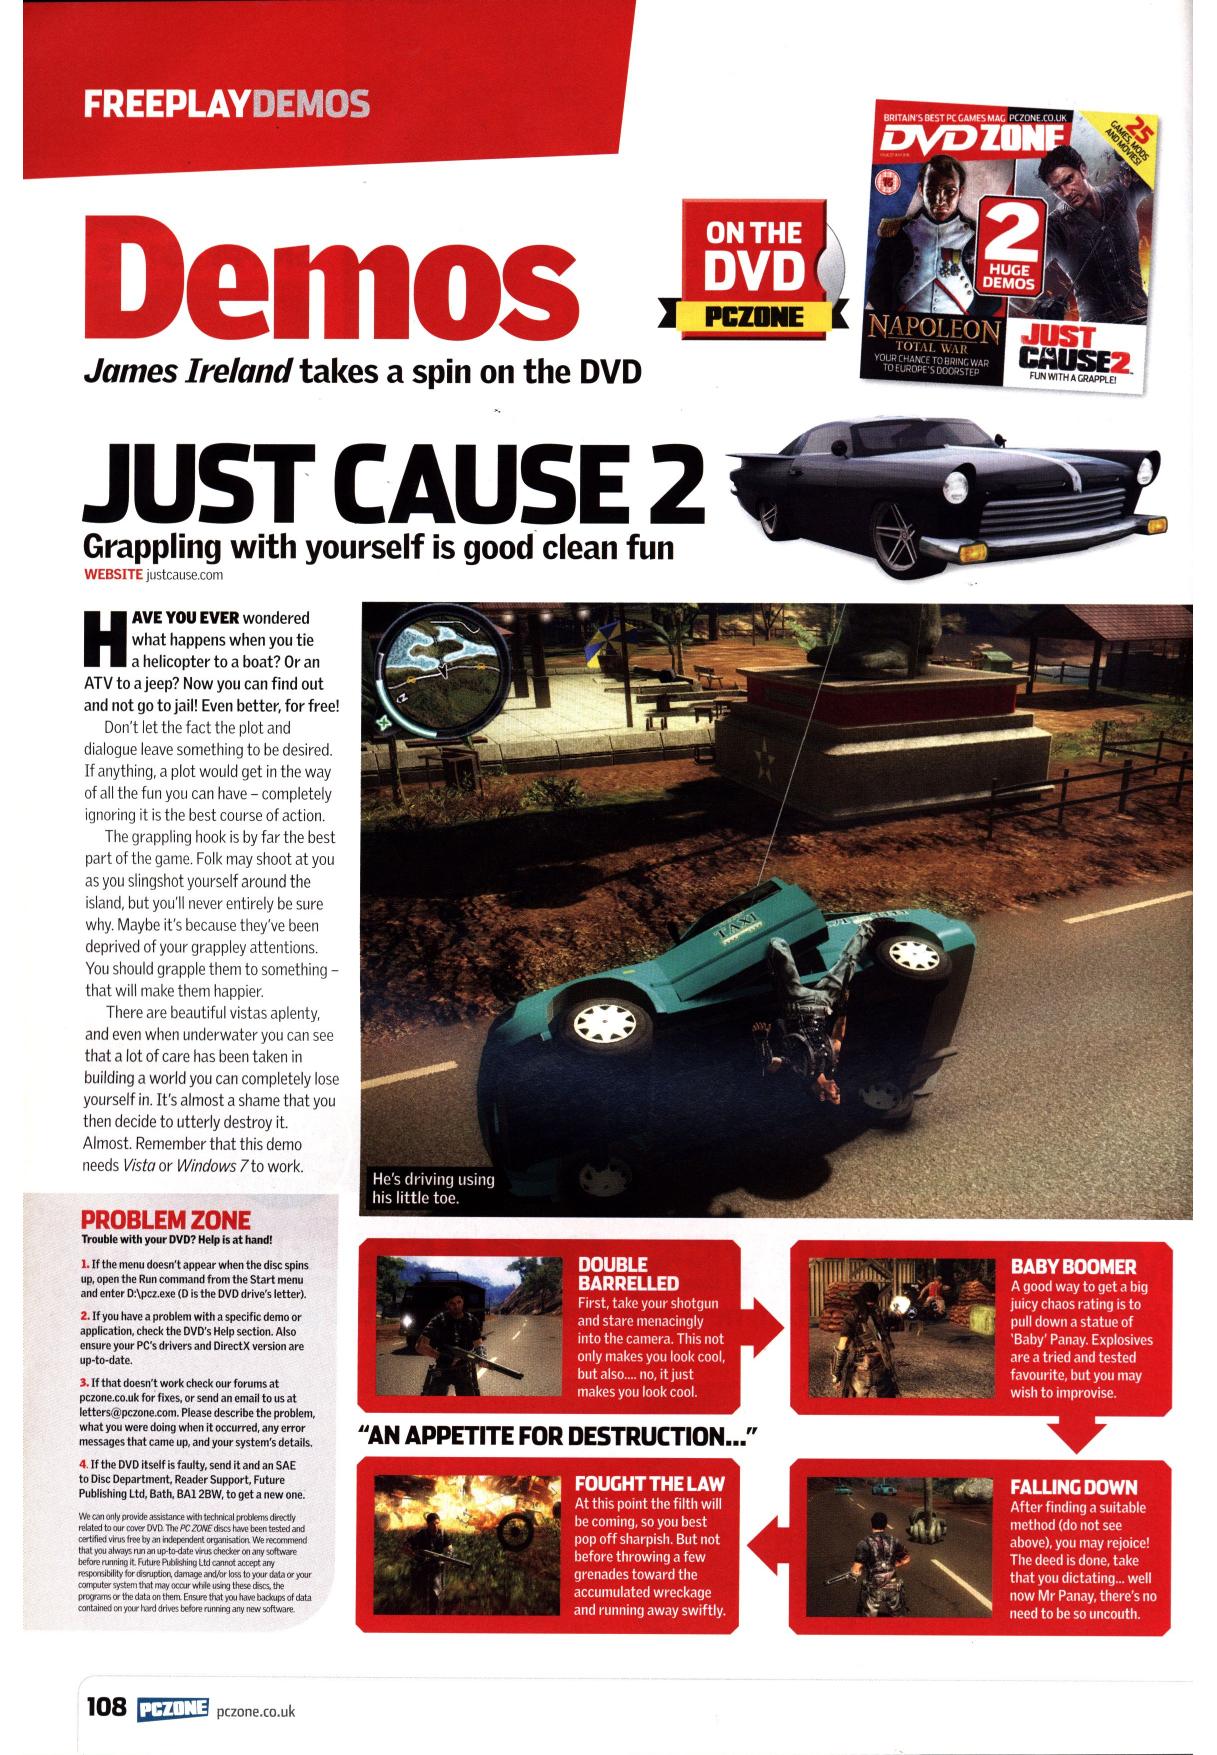 FREEPLAYDEMOS
BRITAIN'S BEST PC GAMES MAG PCZONE.CO.UK
DVDZONE
25
GAMES, MODS
AND MOVIES!
2
HUGE
DEMOS
NAPOLEON
TOTAL WAR
YOUR CHANCE TO BRING WAR
TO EUROPE'S DOORSTEP
JUST
CAUSE 2
FUN WITH A GRAPPLE!
ON THE
DVD
PCZONE
Demos
James Ireland takes a spin on the DVD
JUST CAUSE 2
Grappling with yourself is good clean fun
WEBSITE justcause.com
HAVE YOU EVER wondered
what happens when you tie
a helicopter to a boat? Or an
ATV to a jeep? Now you can find out
and not go to jail! Even better, for free!
Don't let the fact the plot and
dialogue leave something to be desired.
If anything, a plot would get in the way
of all the fun you can have – completely
ignoring it is the best course of action.
The grappling hook is by far the best
part of the game. Folk may shoot at you
as you slingshot yourself around the
island, but you'll never entirely be sure
why. Maybe it's because they've been
deprived of your grappley attentions.
You should grapple them to something –
that will make them happier.
There are beautiful vistas aplenty,
and even when underwater you can see
that a lot of care has been taken in
building a world you can completely lose
yourself in. It's almost a shame that you
then decide to utterly destroy it.
Almost. Remember that this demo
needs Vista or Windows 7 to work.
TAXI
He's driving using
his little toe.
PROBLEM ZONE
Trouble with your DVD? Help is at hand!
1. If the menu doesn't appear when the disc spins
up, open the Run command from the Start menu
and enter D:\pcz.exe (D is the DVD drive's letter).
2. If you have a problem with a specific demo or
application, check the DVD's Help section. Also
ensure your PC's drivers and DirectX version are
up-to-date.
3. If that doesn't work check our forums at
pczone.co.uk for fixes, or send an email to us at
letters@pczone.com. Please describe the problem,
what you were doing when it occurred, any error
messages that came up, and your system's details.
4. If the DVD itself is faulty, send it and an SAE
to Disc Department, Reader Support, Future
Publishing Ltd, Bath, BA1 2BW, to get a new one.
We can only provide assistance with technical problems directly
related to our cover DVD. The PC ZONE discs have been tested and
certified virus free by an independent organisation. We recommend
that you always run an up-to-date virus checker on any software
before running it. Future Publishing Ltd cannot accept any
responsibility for disruption, damage and/or loss to your data or your
computer system that may occur while using these discs, the
programs or the data on them. Ensure that you have backups of data
contained on your hard drives before running any new software.
DOUBLE
BARRELLED
First, take your shotgun
and stare menacingly
into the camera. This not
only makes you look cool,
but also.... no, it just
makes you look cool.
BABY BOOMER
A good way to get a big
juicy chaos rating is to
pull down a statue of
'Baby' Panay. Explosives
are a tried and tested
favourite, but you may
wish to improvise.
"AN APPETITE FOR DESTRUCTION..."
FOUGHT THE LAW
At this point the filth will
be coming, so you best
pop off sharpish. But not
before throwing a few
grenades toward the
accumulated wreckage
and running away swiftly.
FALLING DOWN
After finding a suitable
method (do not see
above), you may rejoice!
The deed is done, take
that you dictating... well
now Mr Panay, there's no
need to be so uncouth.
108 PCZONE pczone.co.uk